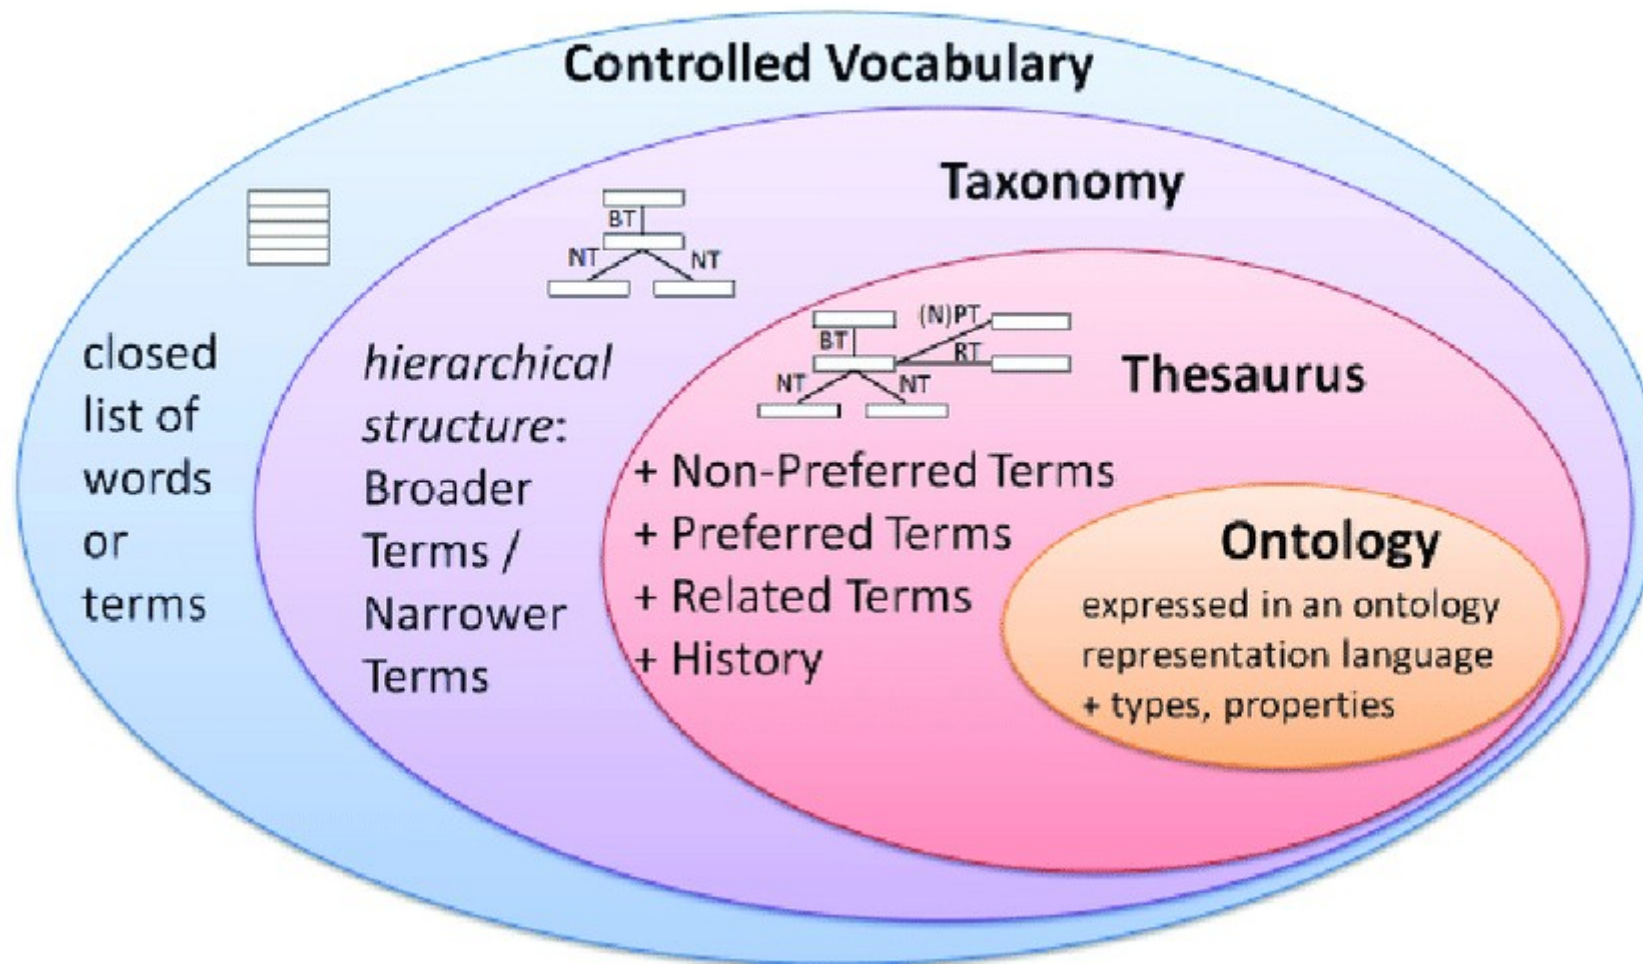 Controlled Vocabulary
closed
list of
words
or
terms
Taxonomy
BT
NT NT
hierarchical
structure:
Broader
Terms /
Narrower
Terms
Thesaurus
(N)PT
BT
RT
NT NT
+ Non-Preferred Terms
+ Preferred Terms
+ Related Terms
+ History
Ontology
expressed in an ontology
representation language
+ types, properties